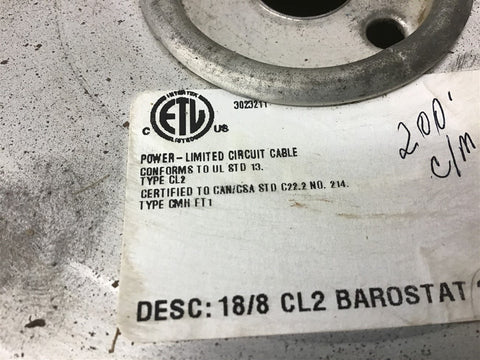 INTERTEK
ETL
C US
LISTED
3023211
POWER-LIMITED CIRCUIT CABLE
CONFORMS TO UL STD 13.
TYPE CL2
CERTIFIED TO CAN/CSA STD C22.2 NO. 214.
TYPE CMH FT1
200'
C/M
DESC: 18/8 CL2 BAROSTAT